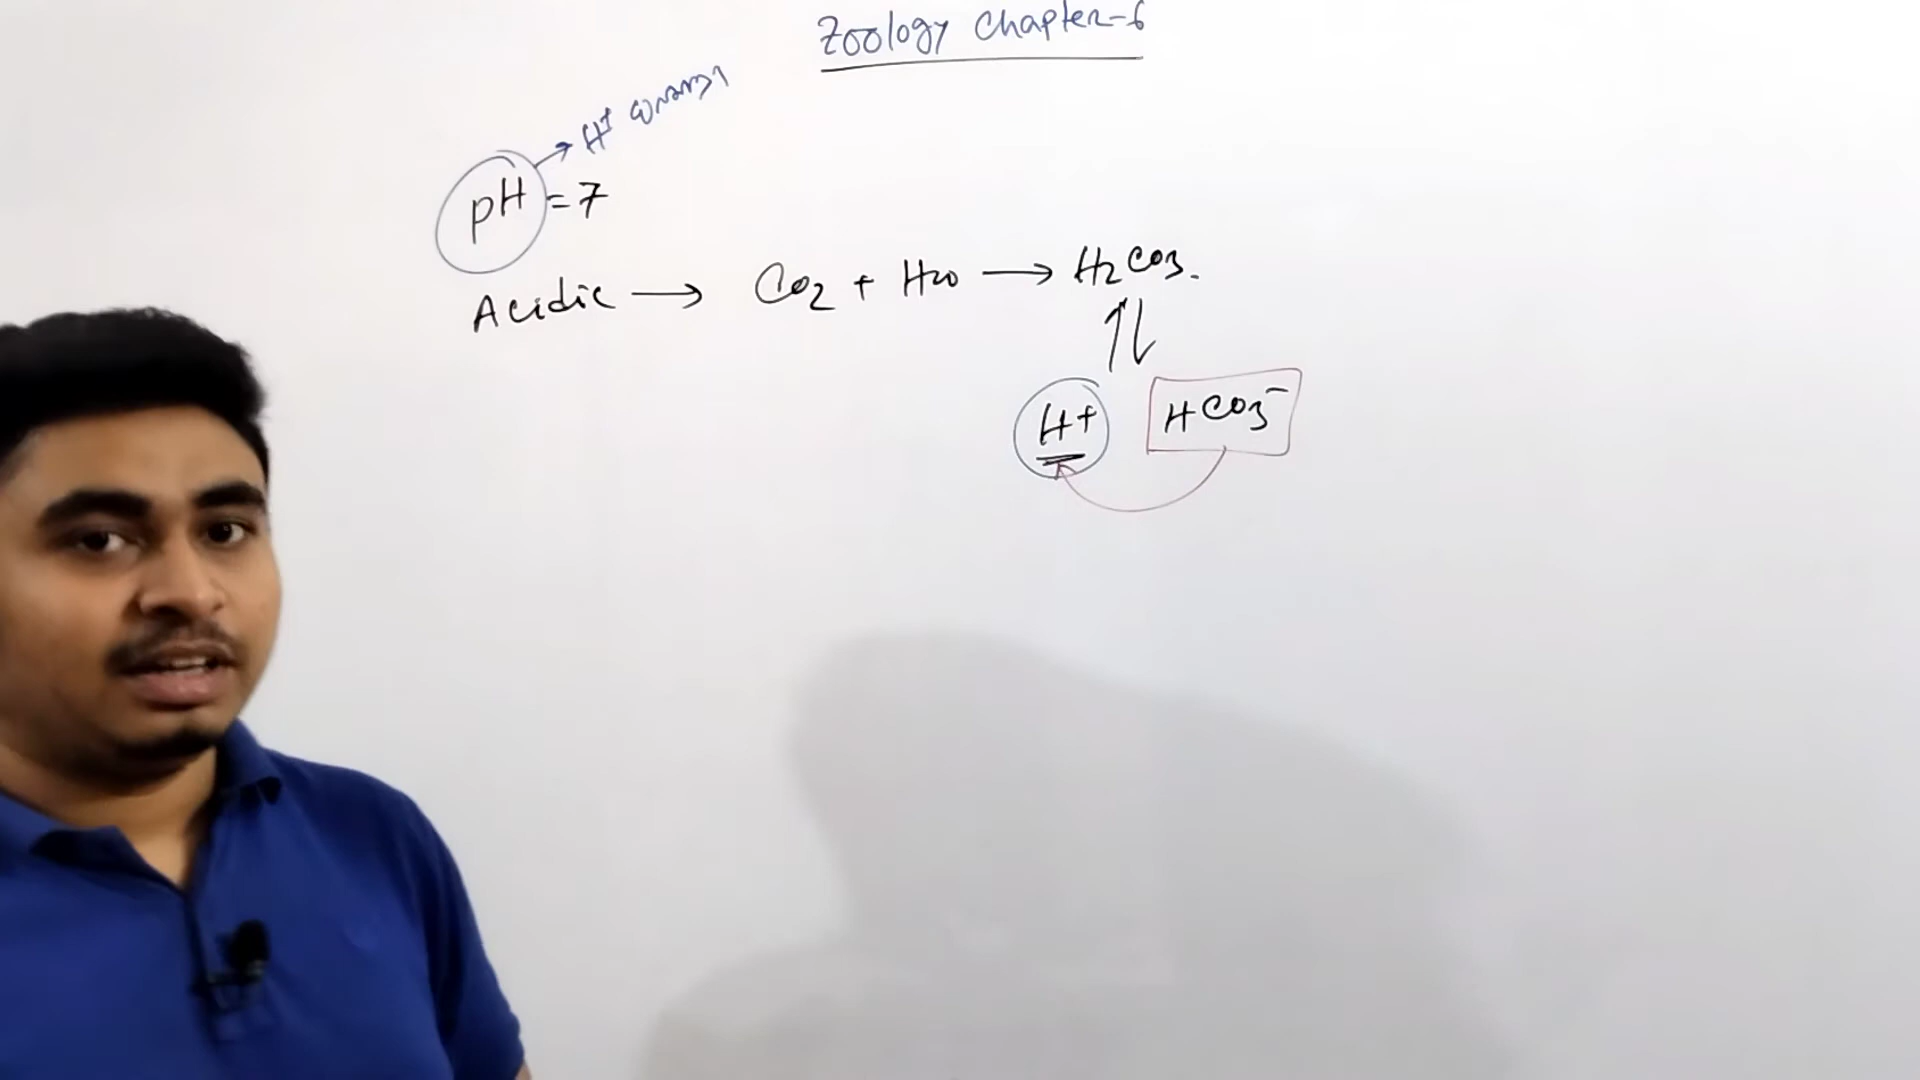 Zoology Chapter-6
H+
pH = 7
Acidic → CO2 + H2O → H2CO3.
⇅
H+ HCO3-